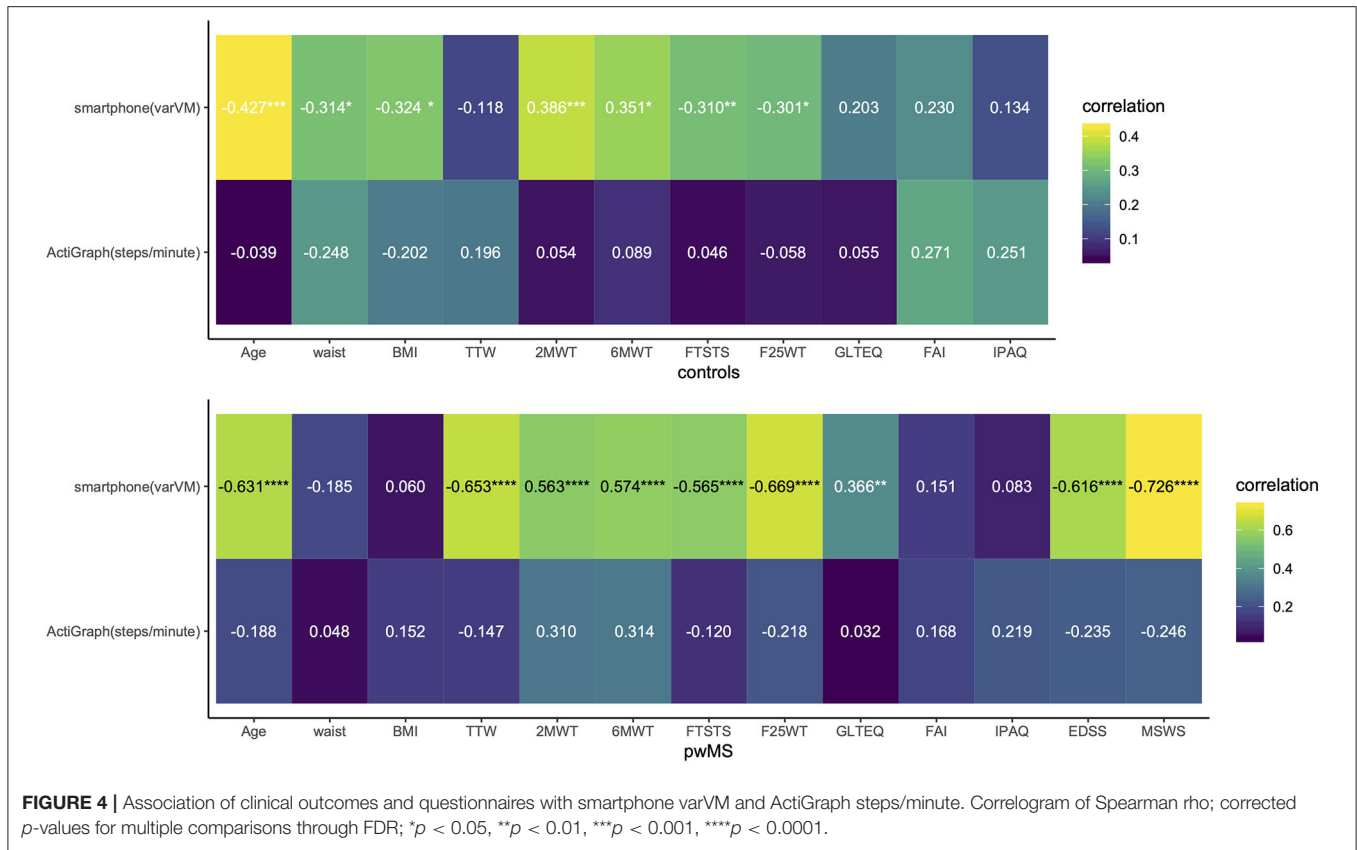 smartphone(varVM)
-0.427*** -0.314* -0.324 * -0.118 0.386*** 0.351* -0.310** -0.301* 0.203 0.230 0.134
ActiGraph(steps/minute)
-0.039 -0.248 -0.202 0.196 0.054 0.089 0.046 -0.058 0.055 0.271 0.251
Age waist BMI TTW 2MWT 6MWT FTSTS F25WT GLTEQ FAI IPAQ
controls
correlation
0.4
0.3
0.2
0.1
smartphone(varVM)
-0.631**** -0.185 0.060 -0.653**** 0.563**** 0.574**** -0.565**** -0.669**** 0.366** 0.151 0.083 -0.616**** -0.726****
ActiGraph(steps/minute)
-0.188 0.048 0.152 -0.147 0.310 0.314 -0.120 -0.218 0.032 0.168 0.219 -0.235 -0.246
Age waist BMI TTW 2MWT 6MWT FTSTS F25WT GLTEQ FAI IPAQ EDSS MSWS
pwMS
correlation
0.6
0.4
0.2
FIGURE 4 | Association of clinical outcomes and questionnaires with smartphone varVM and ActiGraph steps/minute. Correlogram of Spearman rho; corrected
p-values for multiple comparisons through FDR; *p < 0.05, **p < 0.01, ***p < 0.001, ****p < 0.0001.